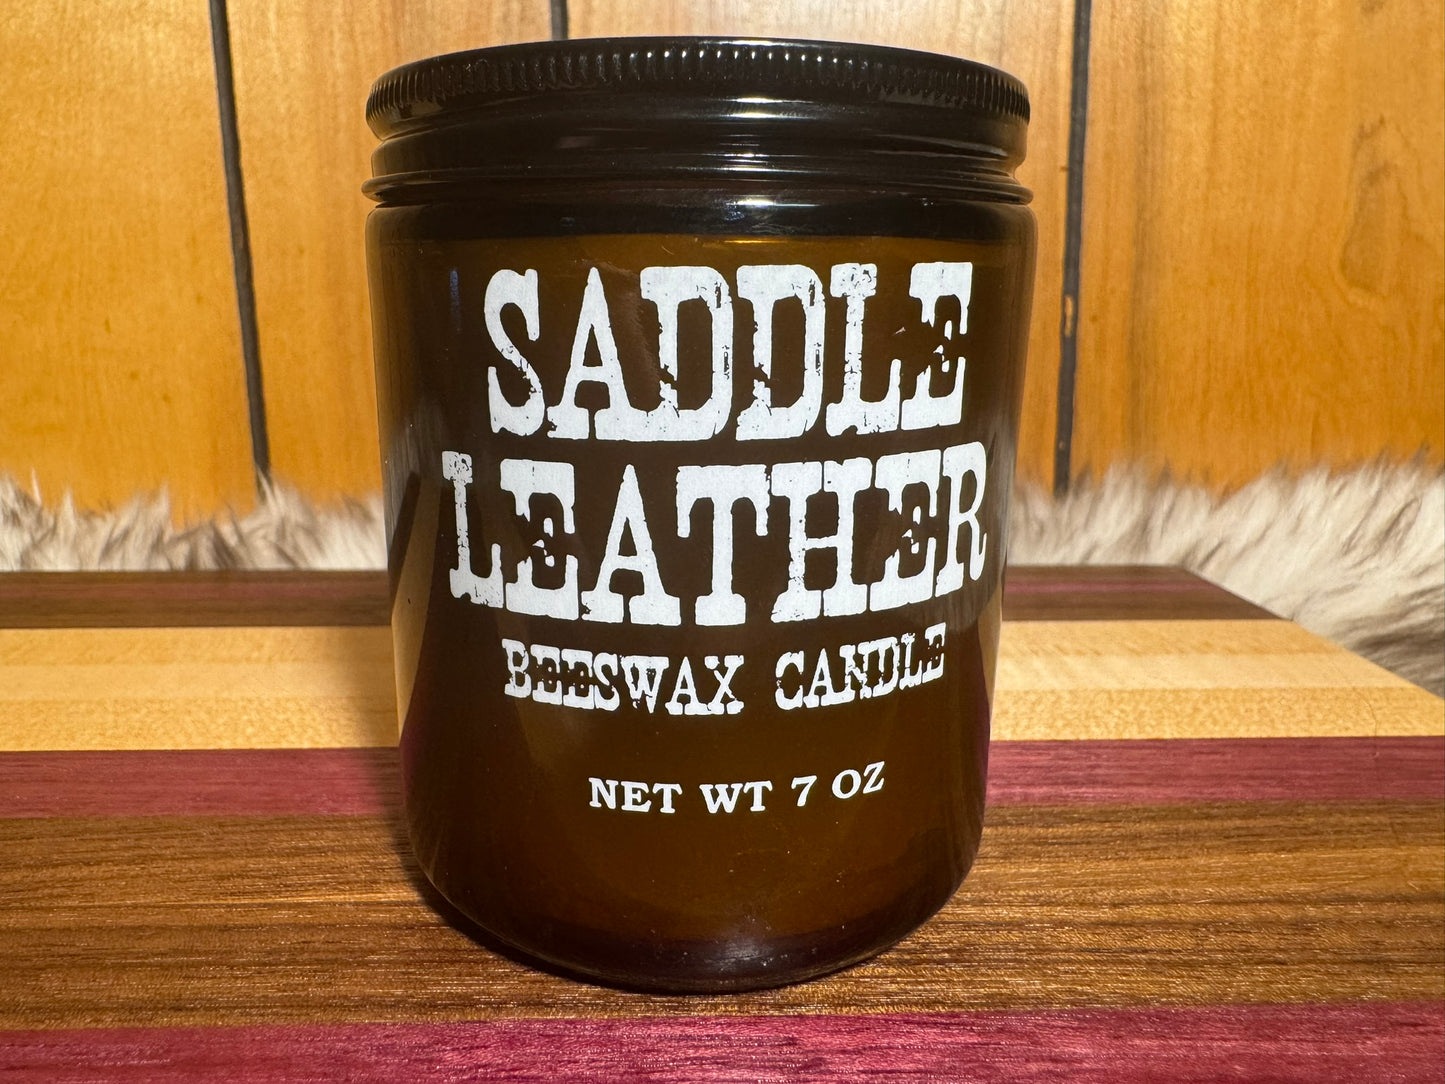 SADDLE
LEATHER
BEESWAX CANDLE
NET WT 7 OZ